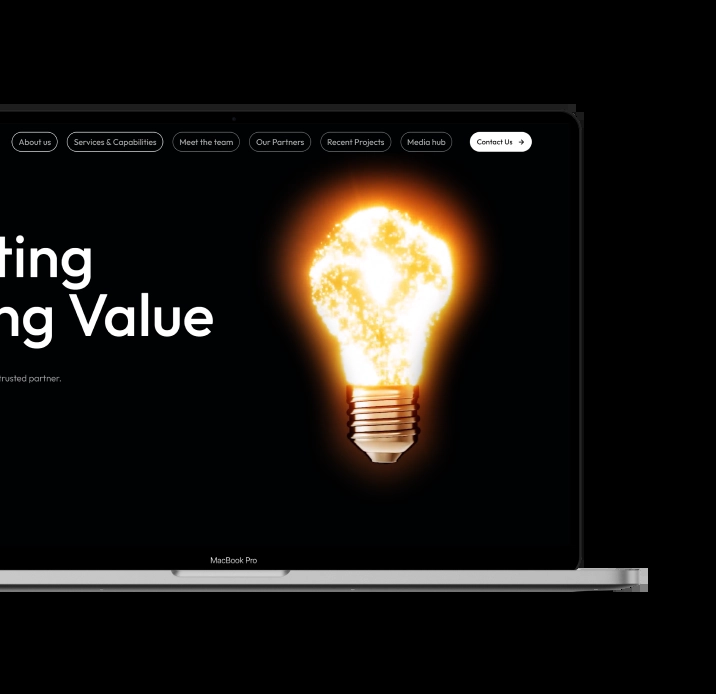 About us
Services & Capabilities
Meet the team
Our Partners
Recent Projects
Media hub
Contact Us →
ting
ng Value
trusted partner.
MacBook Pro